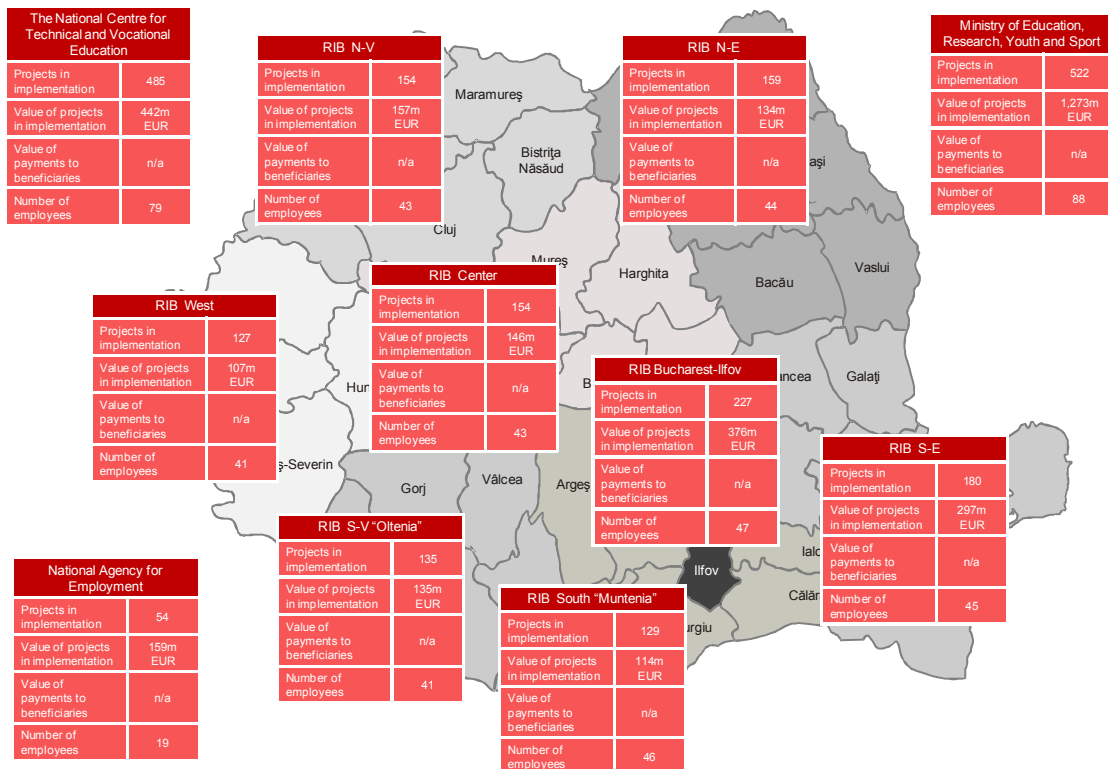 The National Centre for
Technical and Vocational
Education
Projects in
implementation
485
Value of projects
in implementation
442m
EUR
Value of
payments to
beneficiaries
n/a
Number of
employees
79
RIB N-V
Projects in
implementation
154
Value of projects
in implementation
157m
EUR
Value of
payments to
beneficiaries
n/a
Number of
employees
43
RIB N-E
Projects in
implementation
159
Value of projects
in implementation
134m
EUR
Value of
payments to
beneficiaries
n/a
Number of
employees
44
Ministry of Education,
Research, Youth and Sport
Projects in
implementation
522
Value of projects
in implementation
1,273m
EUR
Value of
payments to
beneficiaries
n/a
Number of
employees
88
Maramureş
Bistriţa
Năsăud
aşi
Cluj
Mureş
Harghita
Bacău
Vaslui
RIB West
Projects in
implementation
127
Value of projects
in implementation
107m
EUR
Value of
payments to
beneficiaries
n/a
Number of
employees
41
RIB Center
Projects in
implementation
154
Value of projects
in implementation
146m
EUR
Value of
payments to
beneficiaries
n/a
Number of
employees
43
Hun
B
RIB Bucharest-Ilfov
Projects in
implementation
227
Value of projects
in implementation
376m
EUR
Value of
payments to
beneficiaries
n/a
Number of
employees
47
ancea
Galaţi
RIB S-E
Projects in
implementation
180
Value of projects
in implementation
297m
EUR
Value of
payments to
beneficiaries
n/a
Number of
employees
45
ş-Severin
Gorj
Vâlcea
Argeş
RIB S-V “Oltenia”
Projects in
implementation
135
Value of projects
in implementation
135m
EUR
Value of
payments to
beneficiaries
n/a
Number of
employees
41
Ilfov
Ialo
Călăra
urgiu
National Agency for
Employment
Projects in
implementation
54
Value of projects
in implementation
159m
EUR
Value of
payments to
beneficiaries
n/a
Number of
employees
19
RIB South “Muntenia”
Projects in
implementation
129
Value of projects
in implementation
114m
EUR
Value of
payments to
beneficiaries
n/a
Number of
employees
46